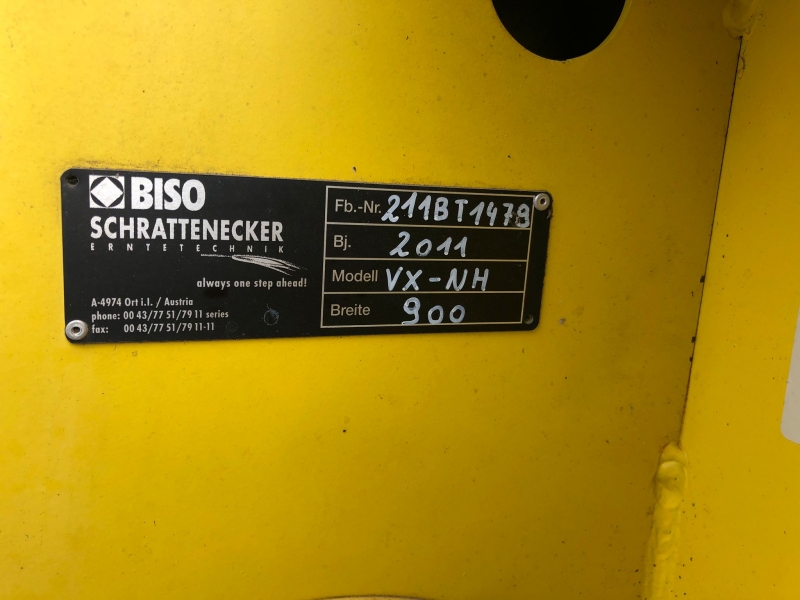 BISO
SCHRATTENECKER
ERNTETECHNIK
always one step ahead!
A-4974 Ort i.I. / Austria
phone: 00 43/77 51/79 11 series
fax: 00 43/77 51/79 11-11
Fb.-Nr. 211BT1479
Bj. 2011
Modell VX-NH
Breite 900